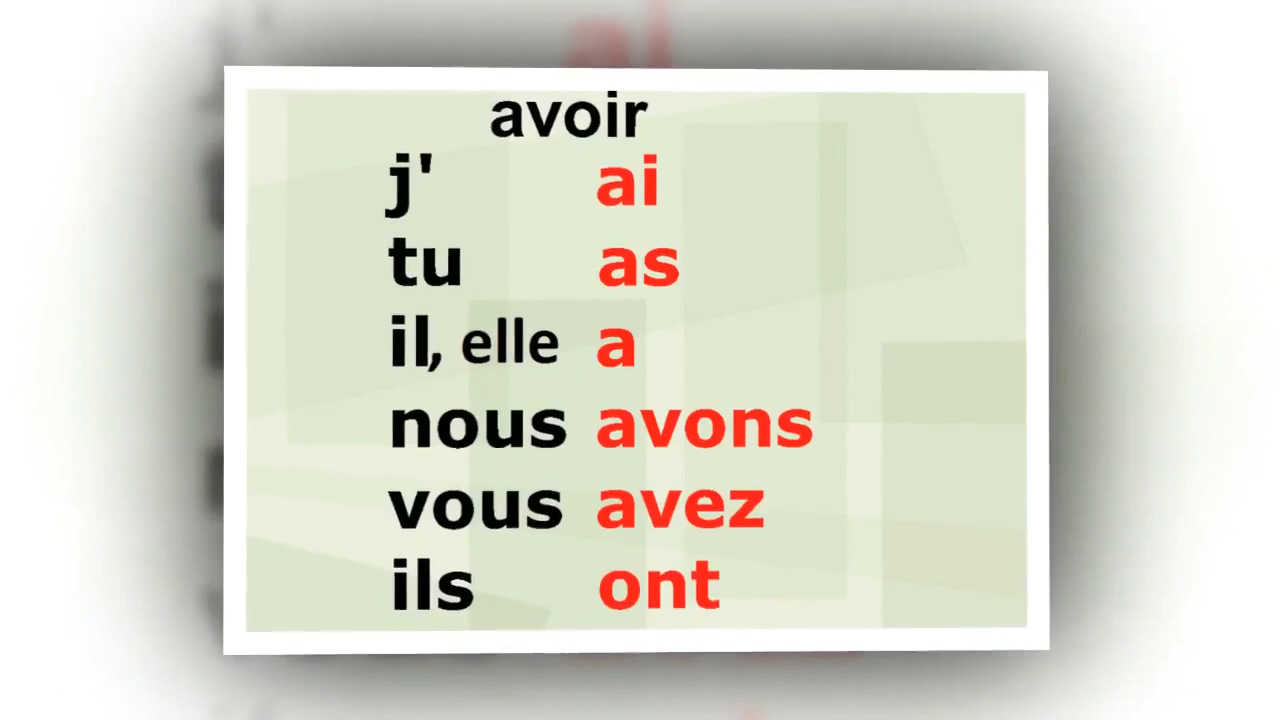 avoir
j' ai
tu as
il, elle a
nous avons
vous avez
ils ont